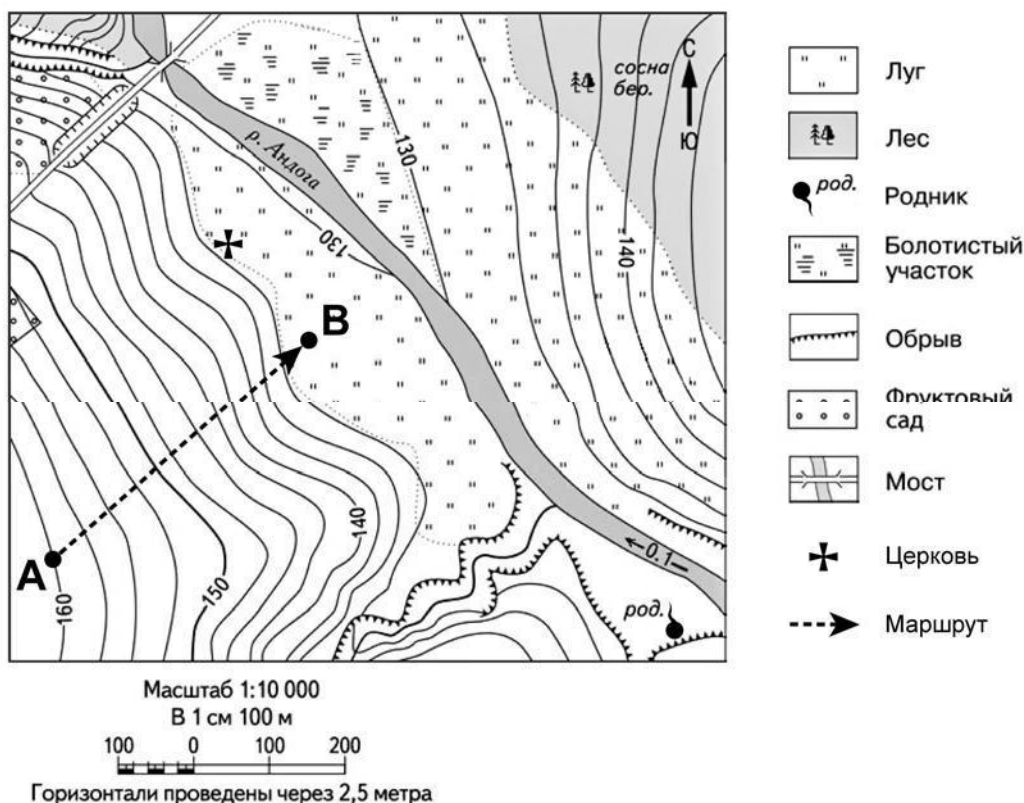 С
Ю
сосна
бер.
р. Андога
130
130
140
B
A
160
150
140
0.1
род.
Луг
Лес
род.
Родник
Болотистый
участок
Обрыв
Фруктовый
сад
Мост
Церковь
Маршрут
Масштаб 1:10 000
В 1 см 100 м
100 0 100 200
Горизонтали проведены через 2,5 метра